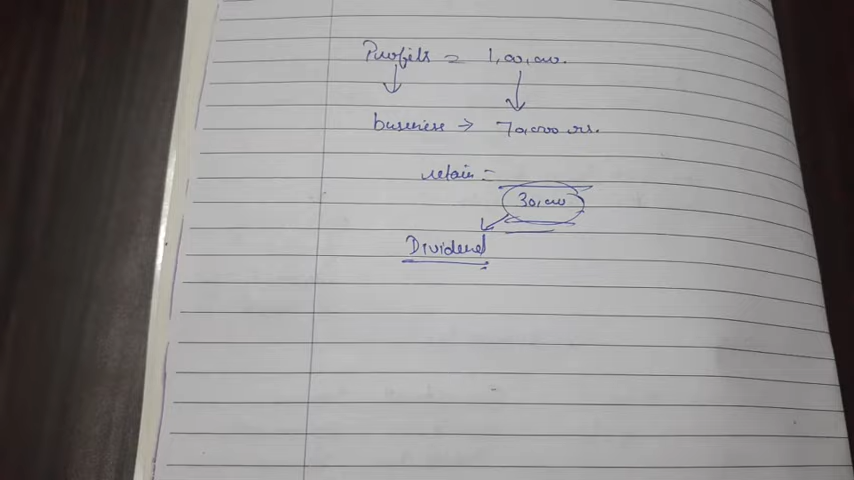 Profits = 1,00,000.
business → 70,000 rs.
retain =
30,000
Dividend